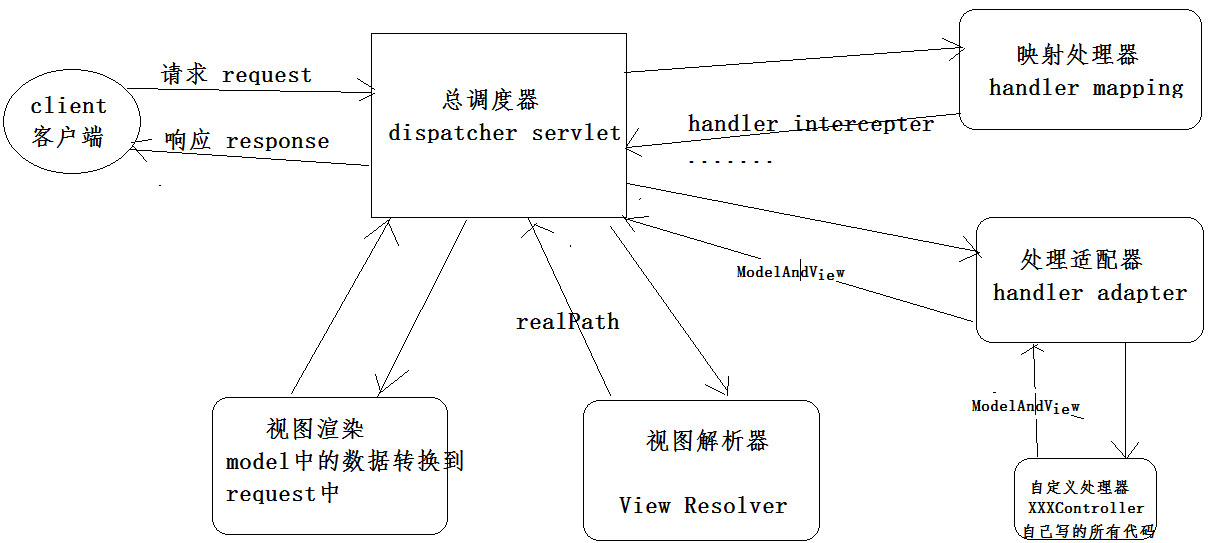 client
客户端
请求 request
响应 response
总调度器
dispatcher servlet
handler intercepter
.......
映射处理器
handler mapping
ModelAndView
处理适配器
handler adapter
realPath
ModelAndView
视图渲染
model中的数据转换到
request中
视图解析器
View Resolver
自定义处理器
XXXController
自己写的所有代码